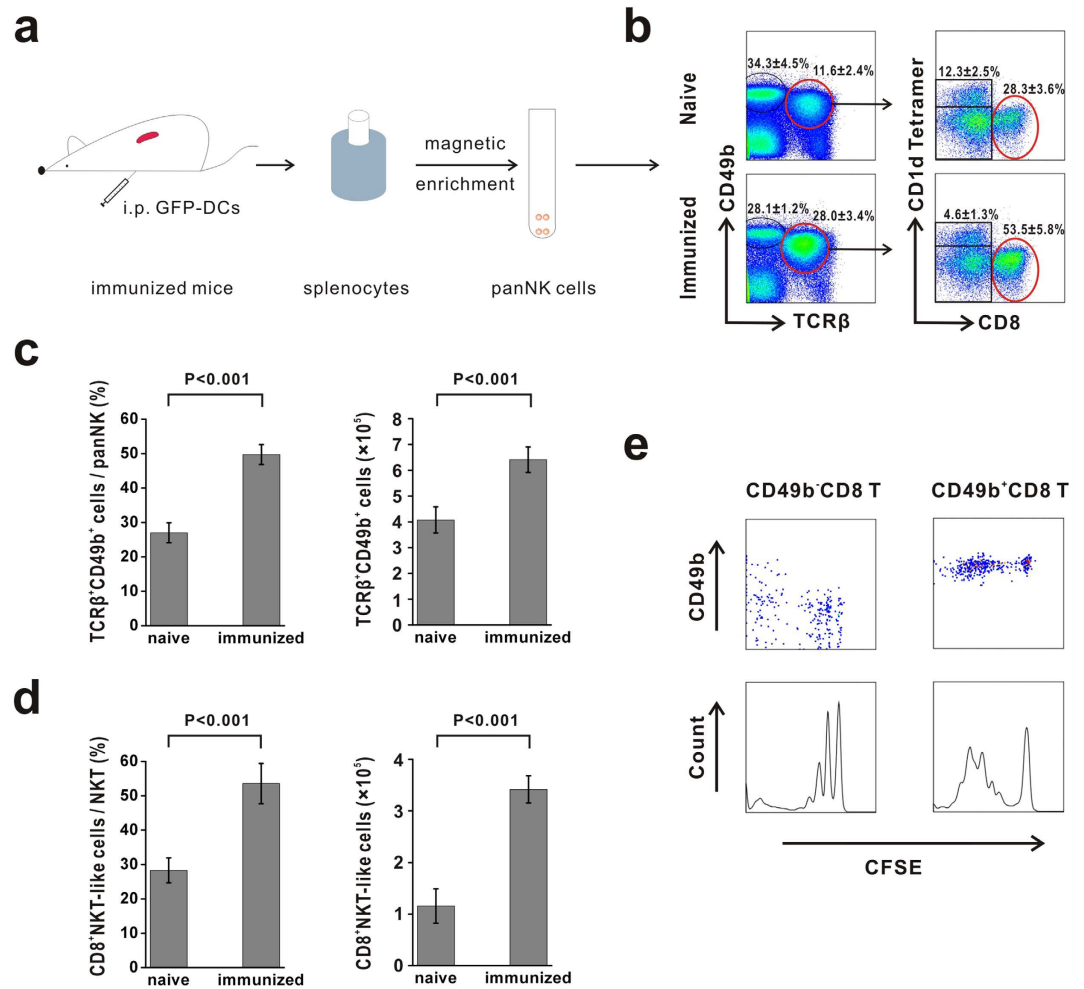 a
i.p. GFP-DCs
magnetic
enrichment
immunized mice
splenocytes
panNK cells
b
Naive
Immunized
34.3±4.5%
11.6±2.4%
12.3±2.5%
28.3±3.6%
28.1±1.2%
28.0±3.4%
4.6±1.3%
53.5±5.8%
CD49b
TCRβ
CD1d Tetramer
CD8
c
P<0.001
TCRβ⁺CD49b⁺ cells / panNK (%)
60
50
40
30
20
10
0
naive
immunized
P<0.001
TCRβ⁺CD49b⁺ cells (×10⁵)
8
7
6
5
4
3
2
1
0
naive
immunized
d
P<0.001
CD8⁺NKT-like cells / NKT (%)
60
50
40
30
20
10
0
naive
immunized
P<0.001
CD8⁺NKT-like cells (×10⁵)
4
3
2
1
0
naive
immunized
e
CD49b⁻CD8 T
CD49b⁺CD8 T
CD49b
Count
CFSE